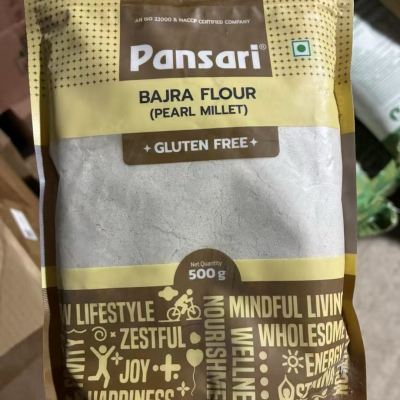 AN ISO 22000 & HACCP CERTIFIED COMPANY
Pansari®
BAJRA FLOUR
(PEARL MILLET)
GLUTEN FREE
Net Quantity
500 g
LIFESTYLE
ZESTFUL
JOY
HAPPINESS
NOURISHME
WELLNE
MINDFUL LIVIN
WHOLESOME
ENERGY